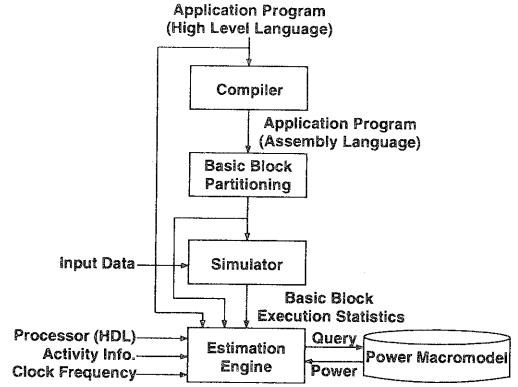 Application Program
(High Level Language)
Compiler
Application Program
(Assembly Language)
Basic Block
Partitioning
Input Data
Simulator
Basic Block
Execution Statistics
Processor (HDL)
Activity Info.
Clock Frequency
Estimation
Engine
Query
Power
Power Macromodel